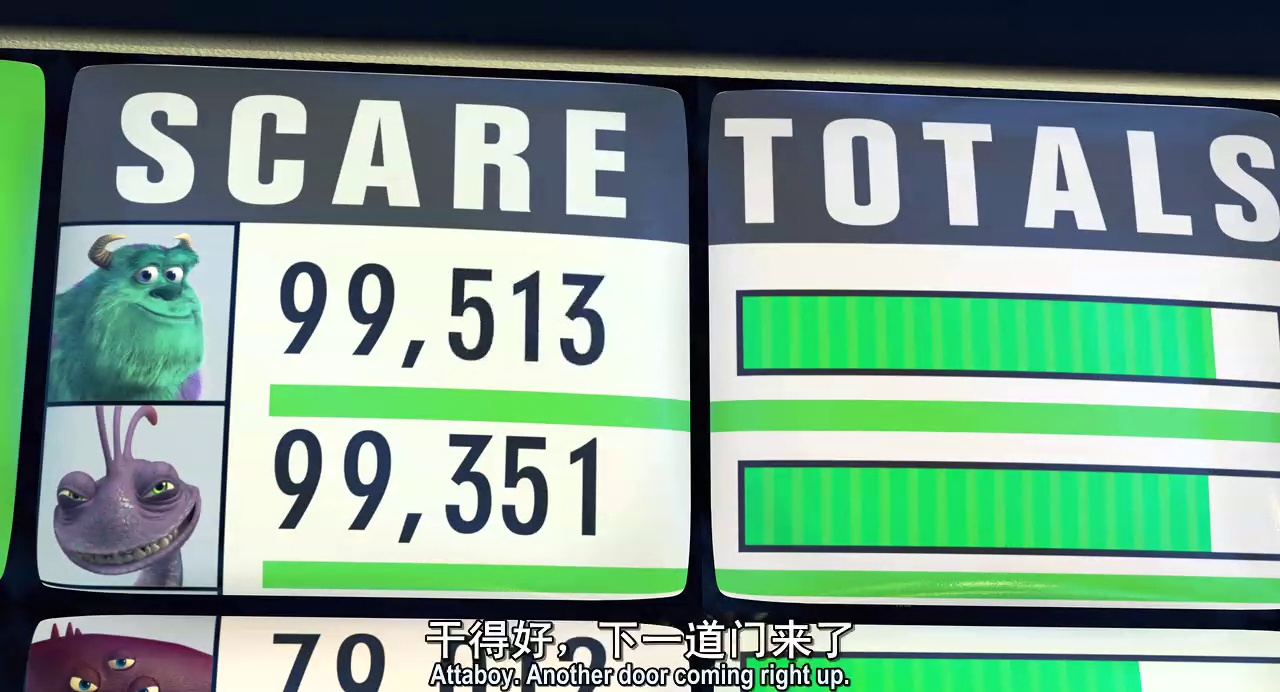 SCARE TOTALS
99,513
99,351
干得好，下一道门来了
Attaboy. Another door coming right up.